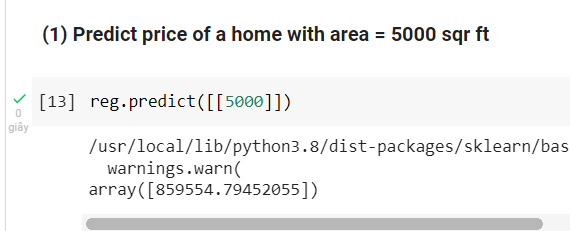 (1) Predict price of a home with area = 5000 sqr ft
[13] reg.predict([[5000]])
0
giây
/usr/local/lib/python3.8/dist-packages/sklearn/bas
warnings.warn(
array([859554.79452055])